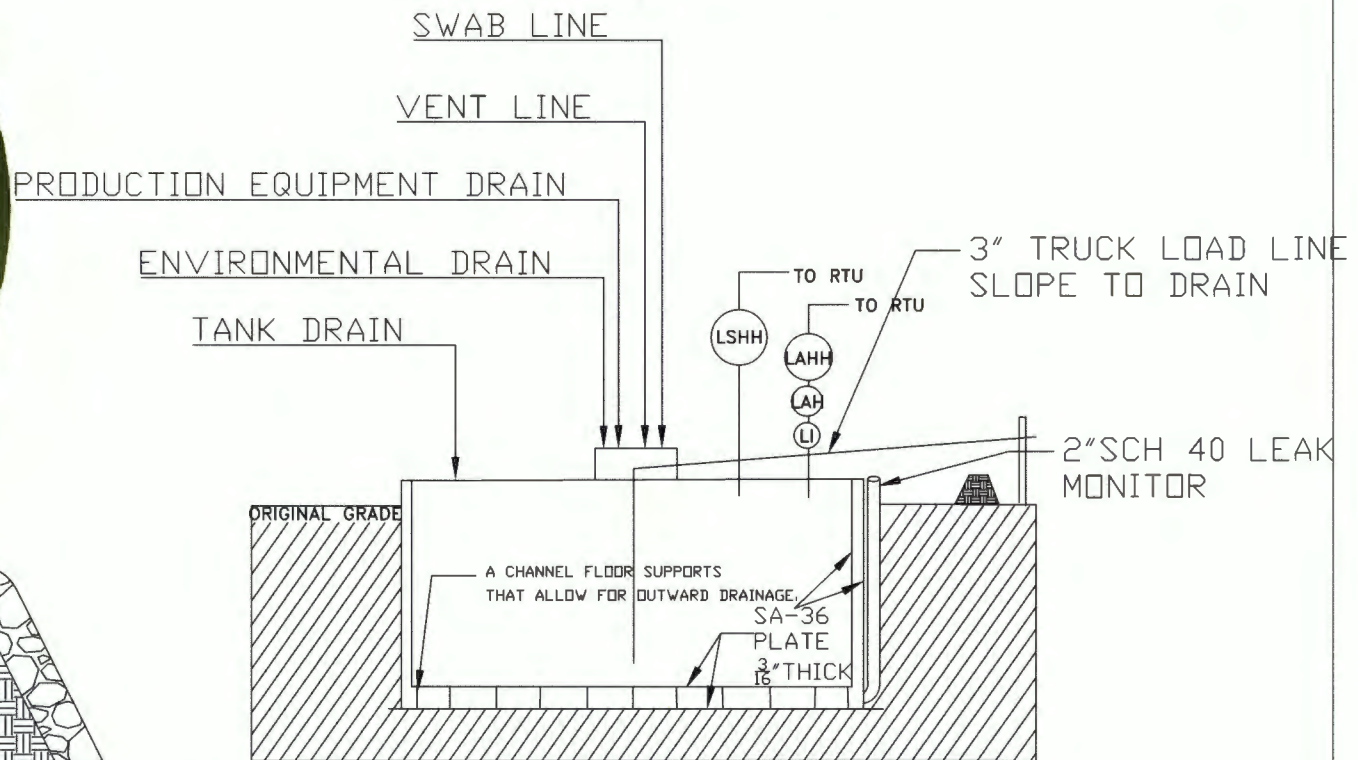 SWAB LINE
VENT LINE
PRODUCTION EQUIPMENT DRAIN
ENVIRONMENTAL DRAIN
TANK DRAIN
TO RTU
TO RTU
3" TRUCK LOAD LINE
SLOPE TO DRAIN
LSHH
LAHH
LAH
LI
2"SCH 40 LEAK
MONITOR
ORIGINAL GRADE
A CHANNEL FLOOR SUPPORTS
THAT ALLOW FOR OUTWARD DRAINAGE.
SA-36
PLATE
3/16" THICK